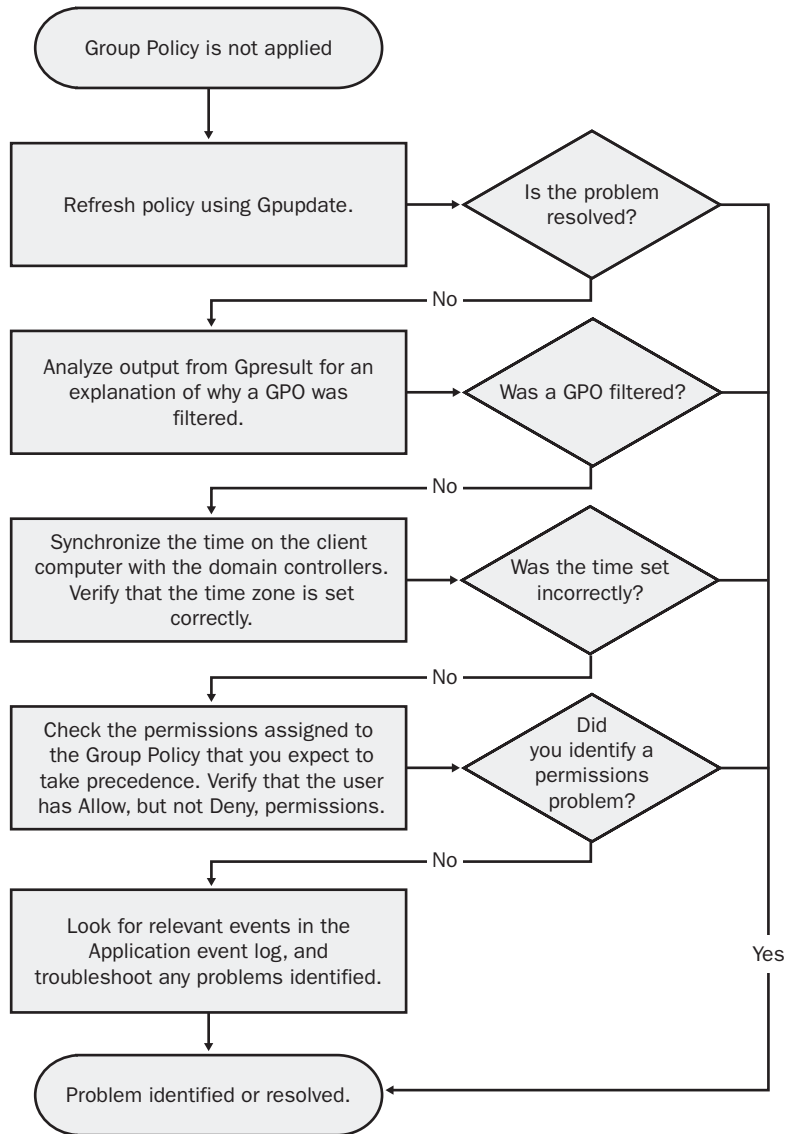 Group Policy is not applied
Refresh policy using Gpupdate.
Is the problem
resolved?
No
Analyze output from Gpresult for an
explanation of why a GPO was
filtered.
Was a GPO filtered?
No
Synchronize the time on the client
computer with the domain controllers.
Verify that the time zone is set
correctly.
Was the time set
incorrectly?
No
Check the permissions assigned to
the Group Policy that you expect to
take precedence. Verify that the user
has Allow, but not Deny, permissions.
Did
you identify a
permissions
problem?
No
Look for relevant events in the
Application event log, and
troubleshoot any problems identified.
Yes
Problem identified or resolved.